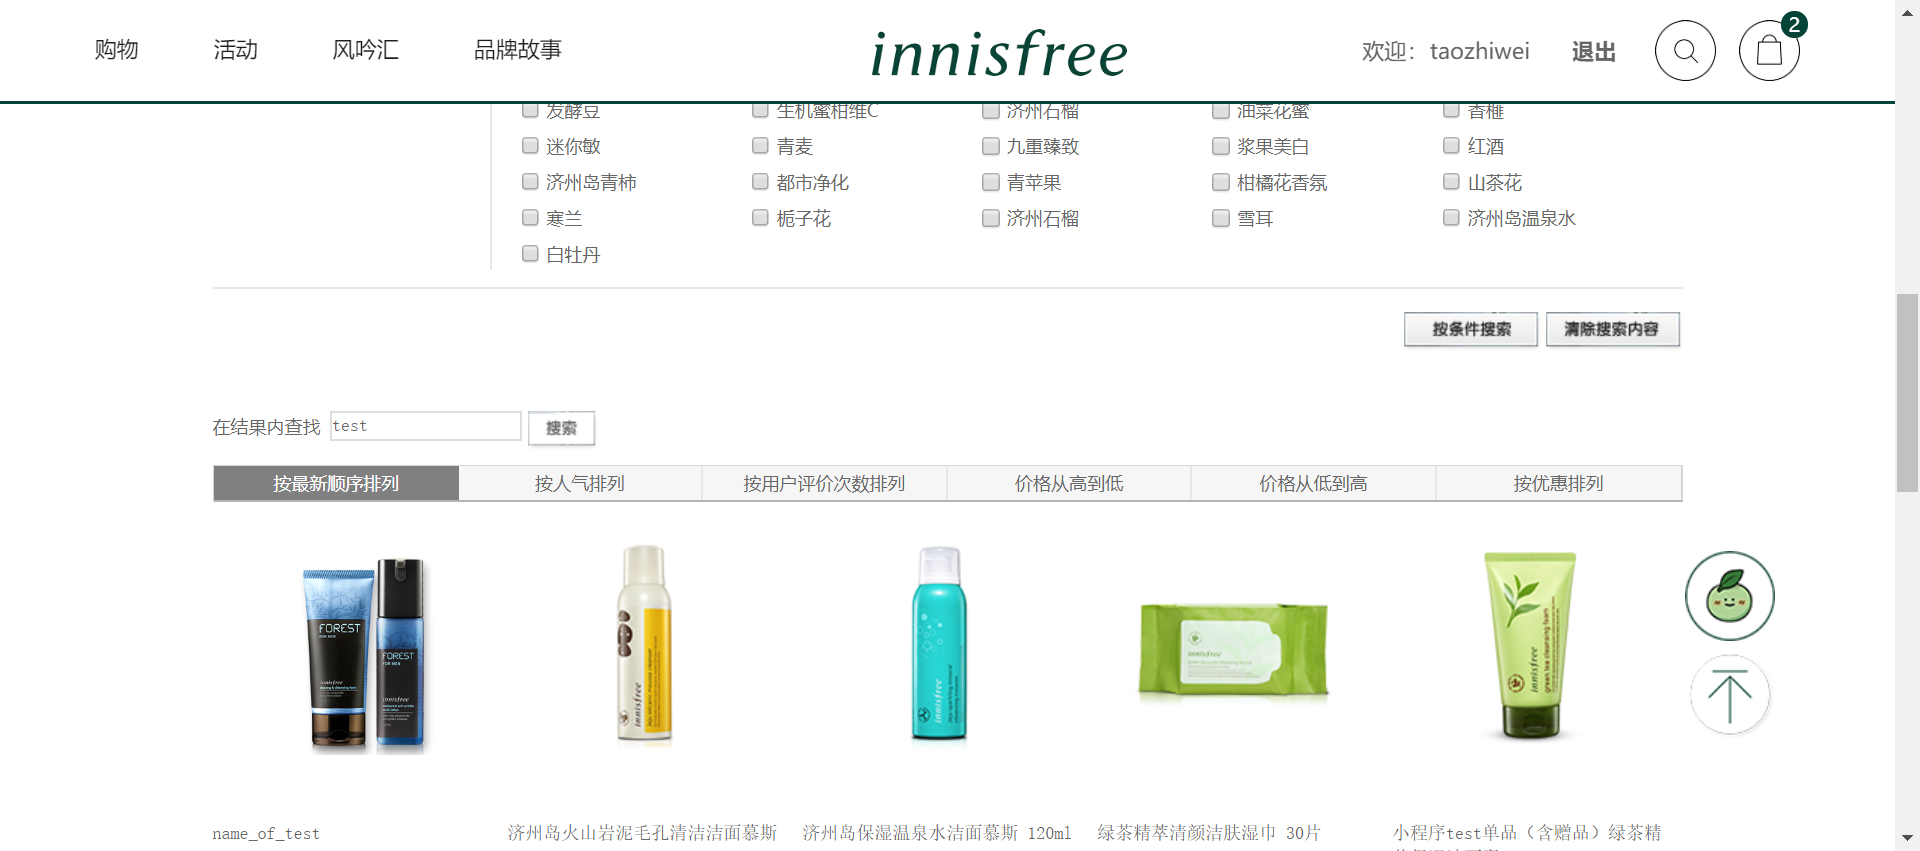 购物 活动 风吟汇 品牌故事 innisfree 欢迎：taozhiwei 退出 2
发酵豆 生机蜜柑维C 济州石榴 油菜花蜜 香榧
迷你敏 青麦 九重臻致 浆果美白 红酒
济州岛青柿 都市净化 青苹果 柑橘花香氛 山茶花
寒兰 栀子花 济州石榴 雪耳 济州岛温泉水
白牡丹
按条件搜索 清除搜索内容
在结果内查找 test 搜索
按最新顺序排列 按人气排列 按用户评价次数排列 价格从高到低 价格从低到高 按优惠排列
FOREST
FOR MEN
innisfree
FOREST
FOR MEN
innisfree
innisfree
innisfree
innisfree
innisfree
green tea cleansing foam
name_of_test 济州岛火山岩泥毛孔清洁洁面慕斯 济州岛保湿温泉水洁面慕斯 120ml 绿茶精萃清颜洁肤湿巾 30片 小程序test单品（含赠品）绿茶精